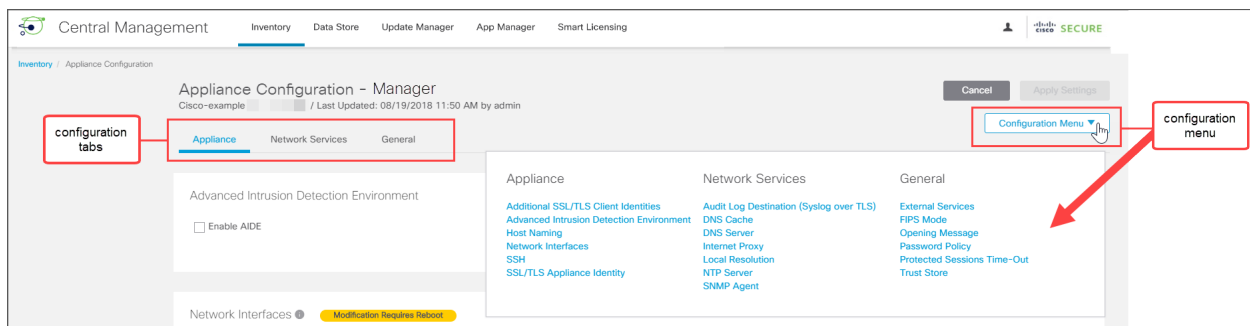 Central Management
Inventory
Data Store
Update Manager
App Manager
Smart Licensing
cisco SECURE
Inventory / Appliance Configuration
Appliance Configuration - Manager
Cisco-example / Last Updated: 08/19/2018 11:50 AM by admin
Cancel
Apply Settings
configuration
tabs
Appliance
Network Services
General
Configuration Menu
configuration
menu
Advanced Intrusion Detection Environment
Enable AIDE
Appliance
Additional SSL/TLS Client Identities
Advanced Intrusion Detection Environment
Host Naming
Network Interfaces
SSH
SSL/TLS Appliance Identity
Network Services
Audit Log Destination (Syslog over TLS)
DNS Cache
DNS Server
Internet Proxy
Local Resolution
NTP Server
SNMP Agent
General
External Services
FIPS Mode
Opening Message
Password Policy
Protected Sessions Time-Out
Trust Store
Network Interfaces
Modification Requires Reboot